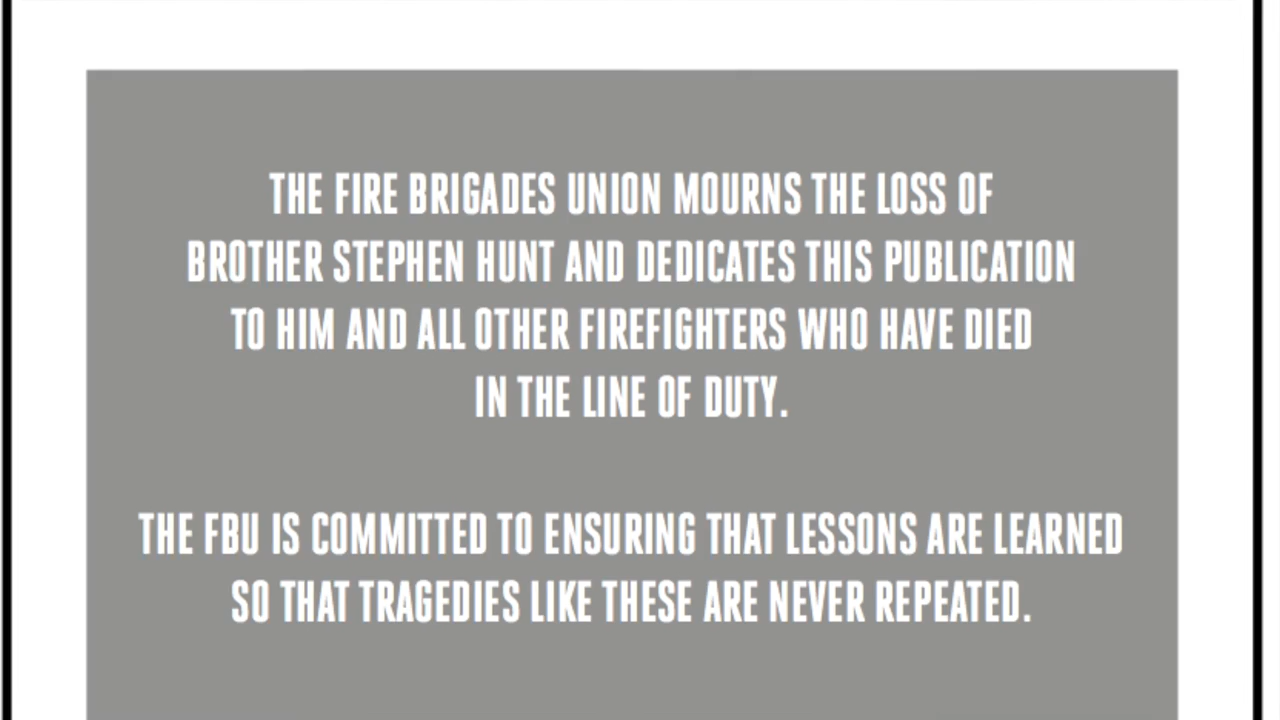 THE FIRE BRIGADES UNION MOURNS THE LOSS OF
BROTHER STEPHEN HUNT AND DEDICATES THIS PUBLICATION
TO HIM AND ALL OTHER FIREFIGHTERS WHO HAVE DIED
IN THE LINE OF DUTY.
THE FBU IS COMMITTED TO ENSURING THAT LESSONS ARE LEARNED
SO THAT TRAGEDIES LIKE THESE ARE NEVER REPEATED.